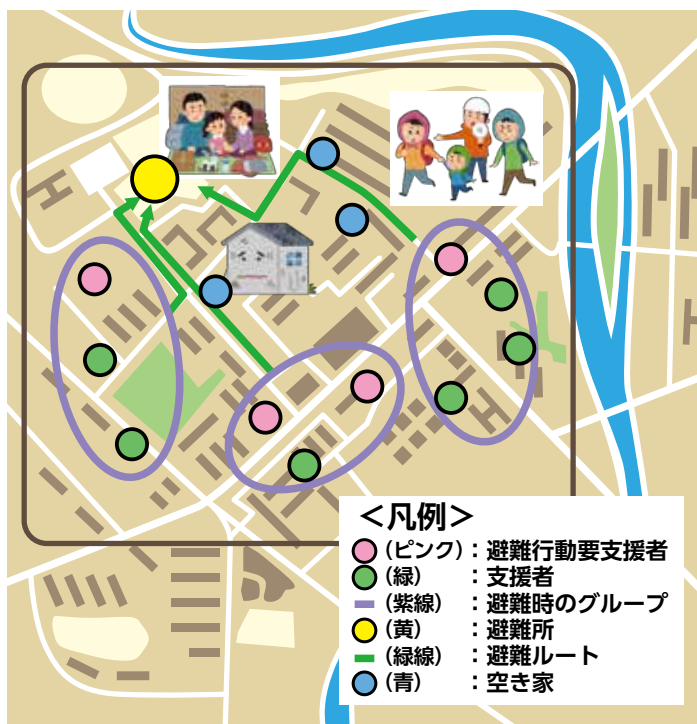 ＜凡例＞
(ピンク)：避難行動要支援者
(緑)：支援者
(紫線)：避難時のグループ
(黄)：避難所
(緑線)：避難ルート
(青)：空き家